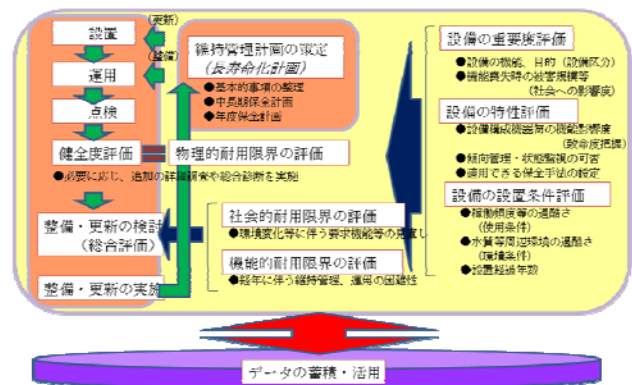 設置
(更新)
(整備)
運用
点検
健全度評価
物理的耐用限界の評価
●必要に応じ、追加の詳細調査や総合診断を実施
整備・更新の検討
(総合評価)
整備・更新の実施
維持管理計画の策定
(長寿命化計画)
●基本的事項の整理
●中長期保全計画
●年度保全計画
社会的耐用限界の評価
●環境変化等に伴う要求機能等の見直し
機能的耐用限界の評価
●経年に伴う維持管理、運用の困難性
設備の重要度評価
●設備の機能、目的(設備区分)
●機能喪失時の被害規模等
(社会への影響度)
設備の特性評価
●設備構成機器等の機能影響度
(致命度把握)
●傾向管理・状態監視の可否
●適用できる保全手法の設定
設備の設置条件評価
●稼働頻度等の過酷さ
(使用条件)
●水質等周辺環境の過酷さ
(環境条件)
●設置経過年数
データの蓄積・活用